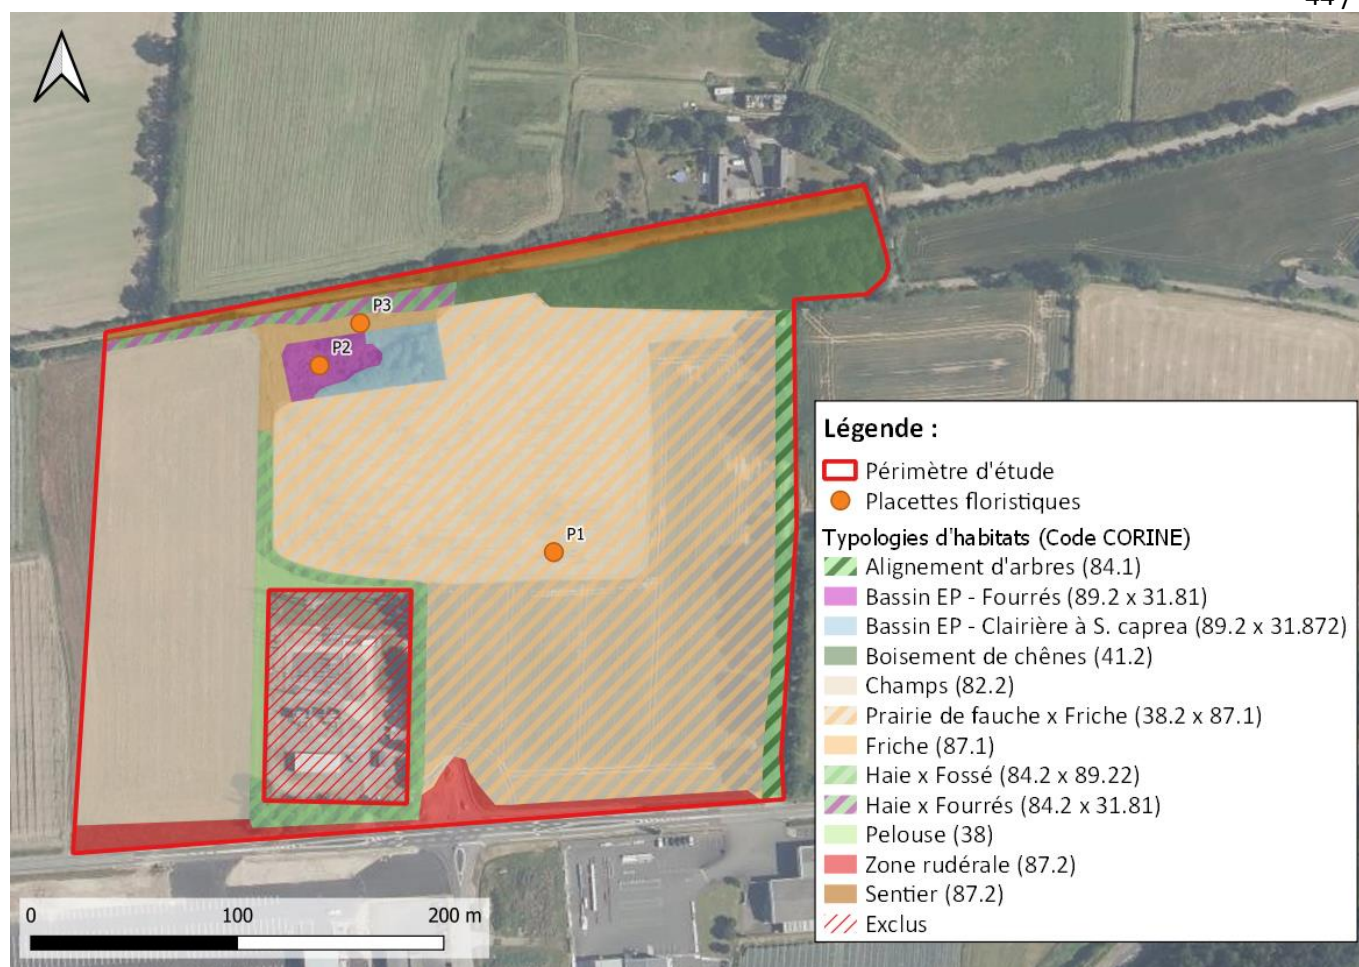 P3
P2
P1
Légende :
Périmètre d'étude
Placettes floristiques
Typologies d'habitats (Code CORINE)
Alignement d'arbres (84.1)
Bassin EP - Fourrés (89.2 x 31.81)
Bassin EP - Clairière à S. caprea (89.2 x 31.872)
Boisement de chênes (41.2)
Champs (82.2)
Prairie de fauche x Friche (38.2 x 87.1)
Friche (87.1)
Haie x Fossé (84.2 x 89.22)
Haie x Fourrés (84.2 x 31.81)
Pelouse (38)
Zone rudérale (87.2)
Sentier (87.2)
Exclus
0 100 200 m